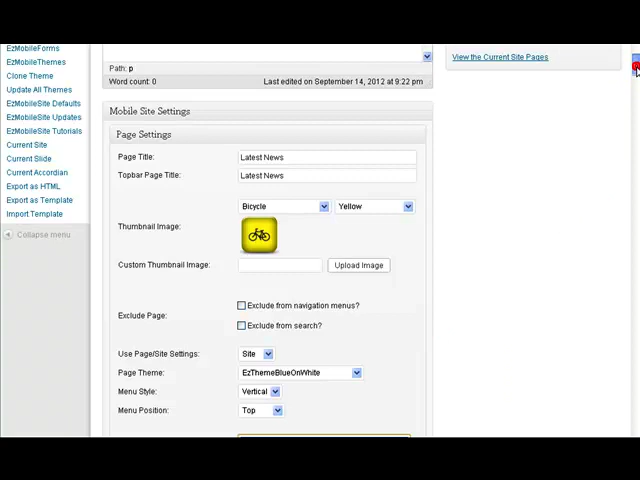 EzMobileForms
EzMobileThemes
Clone Theme
Update All Themes
EzMobileSite Defaults
EzMobileSite Updates
EzMobileSite Tutorials
Current Site
Current Slide
Current Accordian
Export as HTML
Export as Template
Import Template
Collapse menu
Path: p
Word count: 0 Last edited on September 14, 2012 at 9:22 pm
View the Current Site Pages
Mobile Site Settings
Page Settings
Page Title: Latest News
Topbar Page Title: Latest News
Bicycle Yellow
Thumbnail Image:
Custom Thumbnail Image: Upload Image
Exclude from navigation menus?
Exclude Page:
Exclude from search?
Use Page/Site Settings: Site
Page Theme: EzThemeBlueOnWhite
Menu Style: Vertical
Menu Position: Top